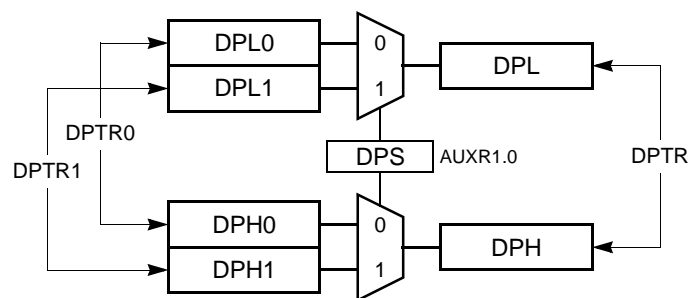 DPL0 0 DPL
DPL1 1
DPTR0 DPS AUXR1.0 DPTR
DPTR1
DPH0 0 DPH
DPH1 1